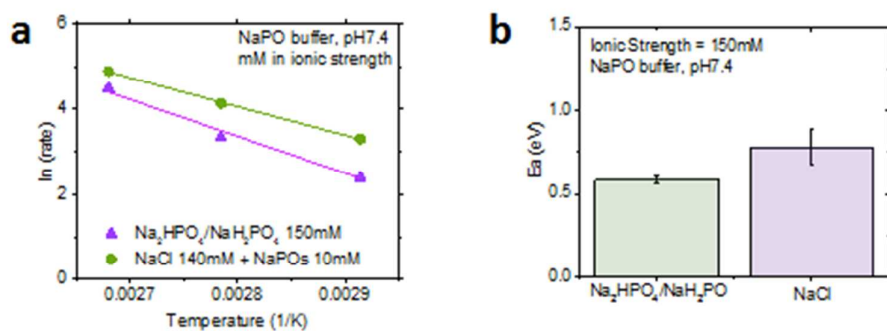 a
NaPO buffer, pH7.4
mM in ionic strength
ln (rate)
6
4
2
0
Na₂HPO₄/NaH₂PO₄ 150mM
NaCl 140mM + NaPOs 10mM
0.0027 0.0028 0.0029
Temperature (1/K)
b
Ionic Strength = 150mM
NaPO buffer, pH7.4
Ea (eV)
1.5
1.0
0.5
0.0
Na₂HPO₄/NaH₂PO NaCl